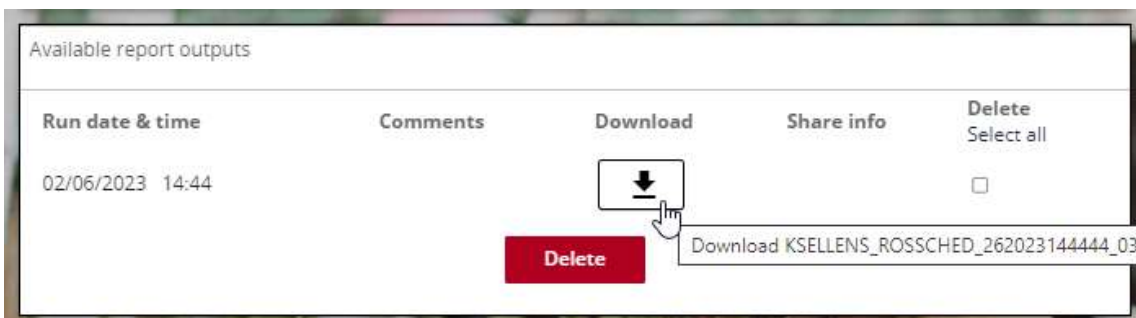 Available report outputs
Run date & time Comments Download Share info Delete
Select all
02/06/2023 14:44
Delete Download KSELLENS_ROSSCHED_262023144444_03